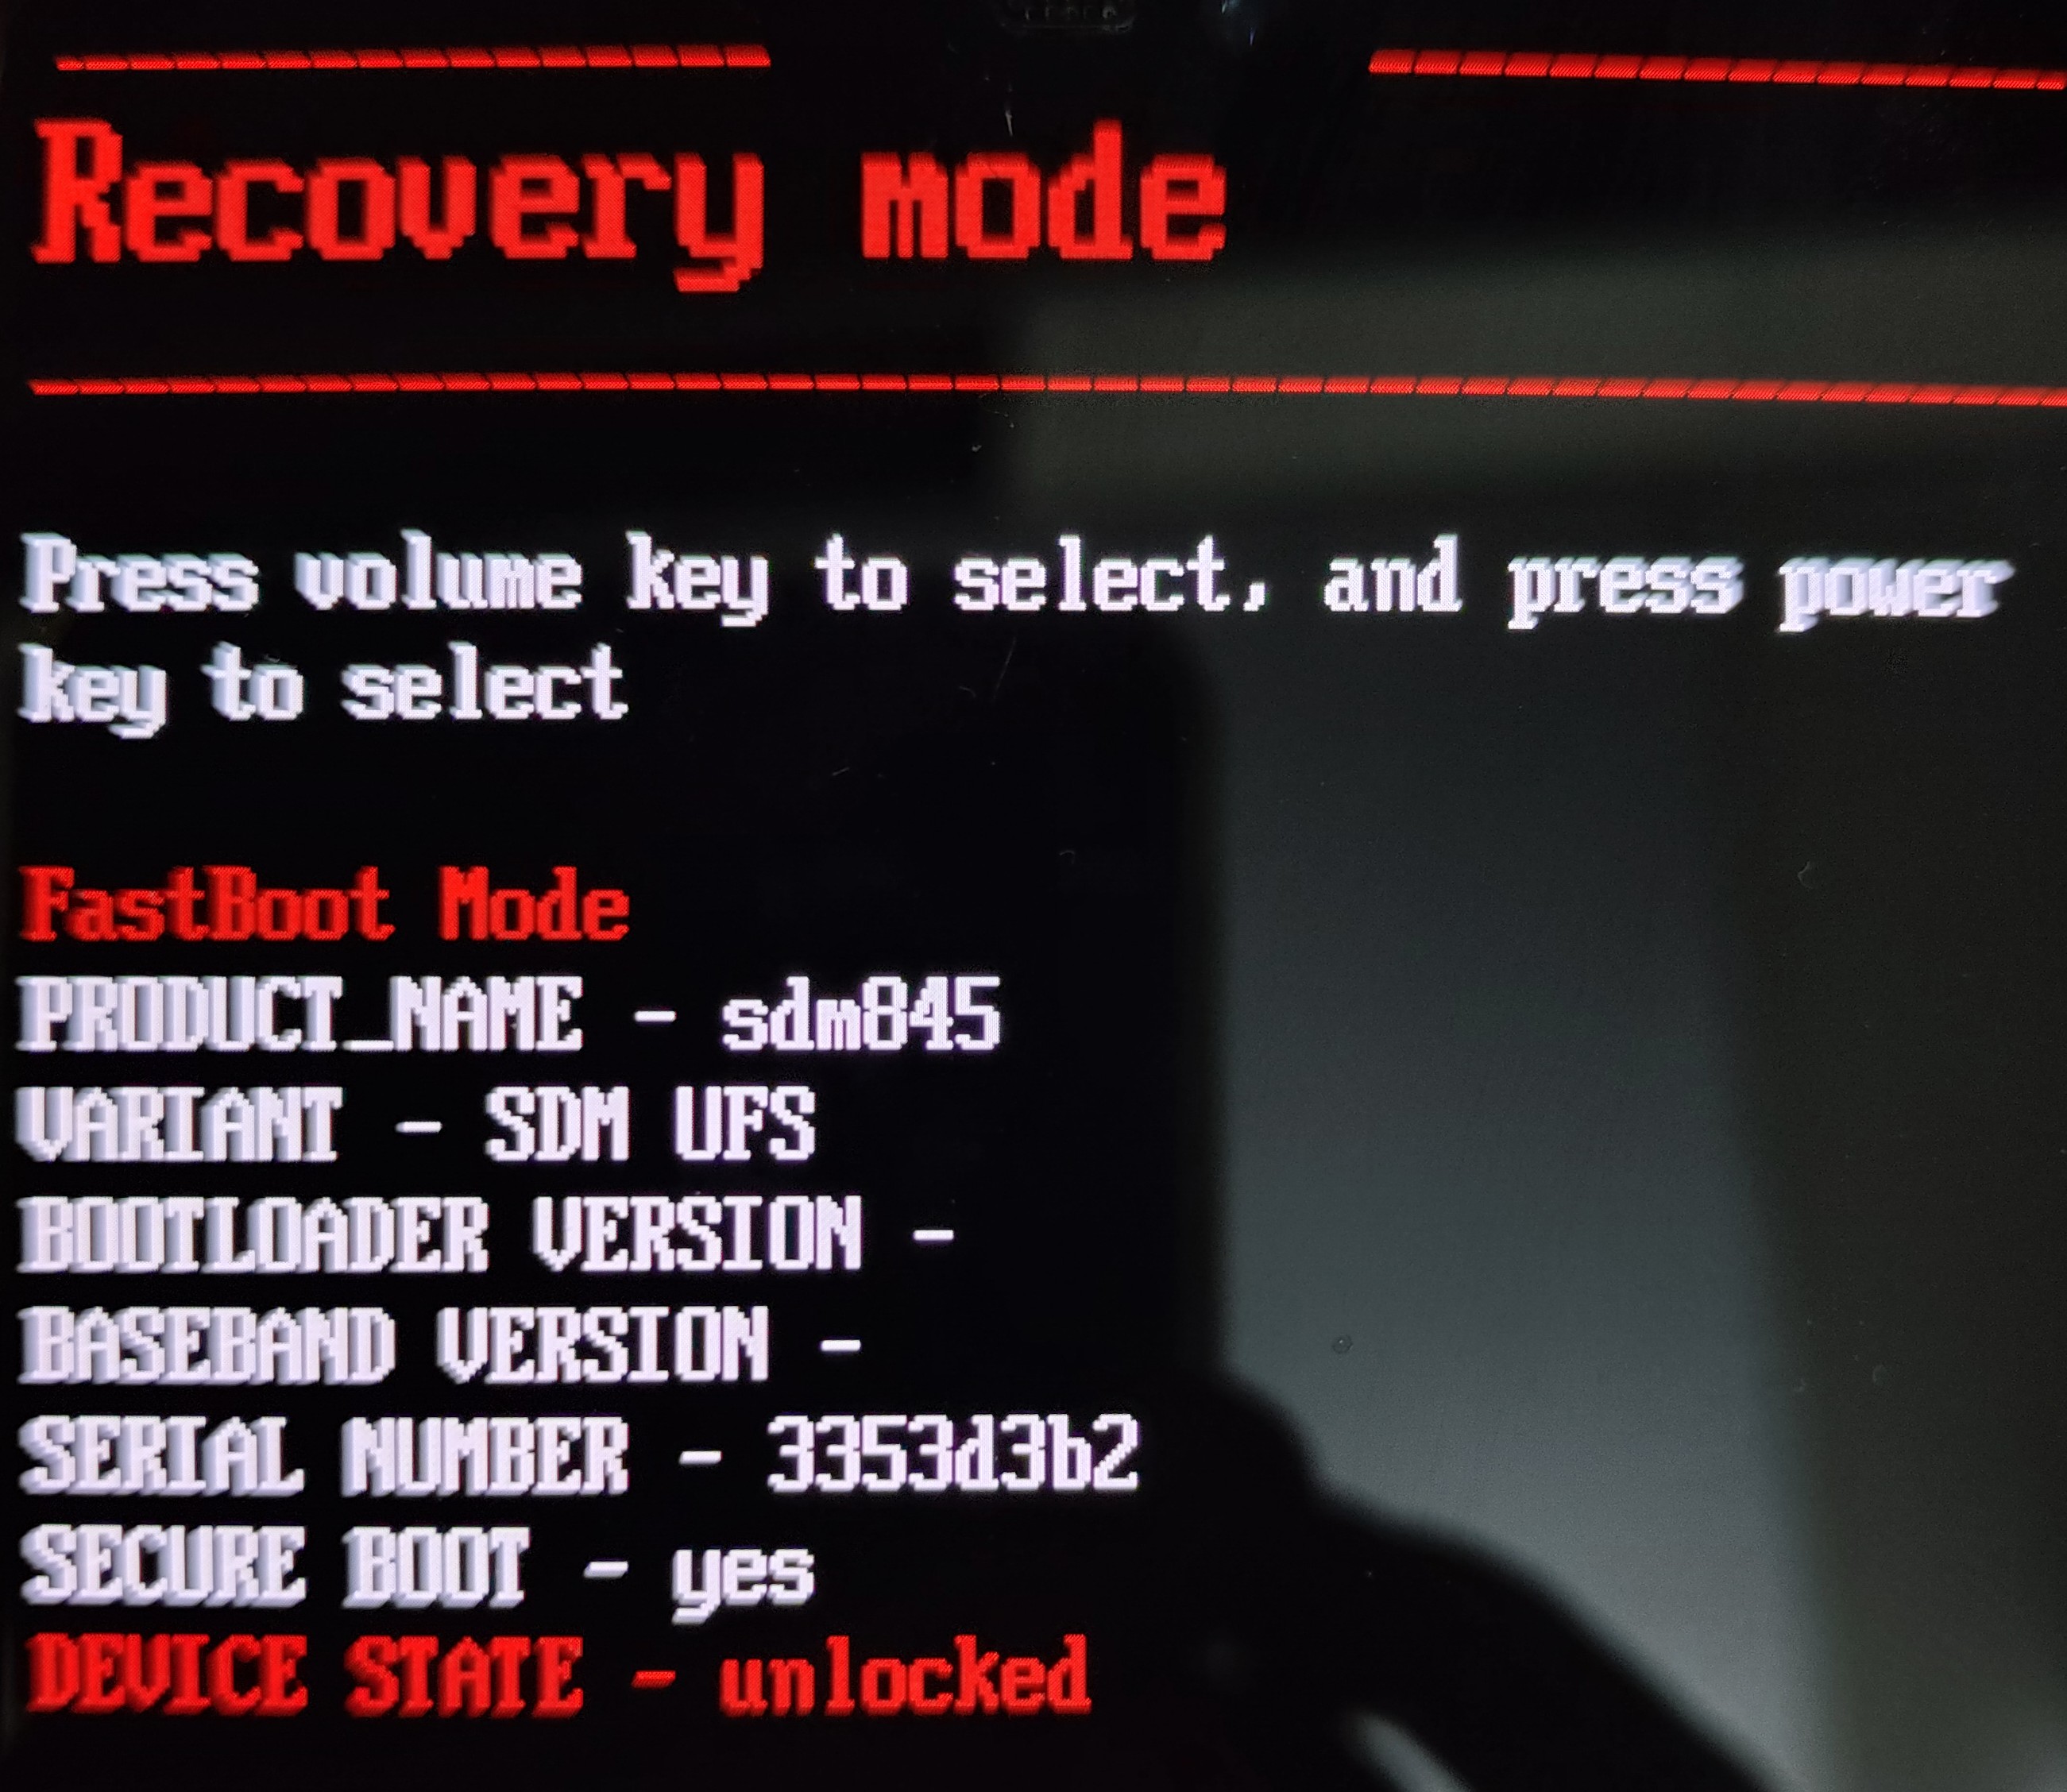 Recovery mode
Press volume key to select, and press power
key to select
FastBoot Mode
PRODUCT_NAME - sdm845
VARIANT - SDM UFS
BOOTLOADER VERSION -
BASEBAND VERSION -
SERIAL NUMBER - 3353d3b2
SECURE BOOT - yes
DEVICE STATE - unlocked